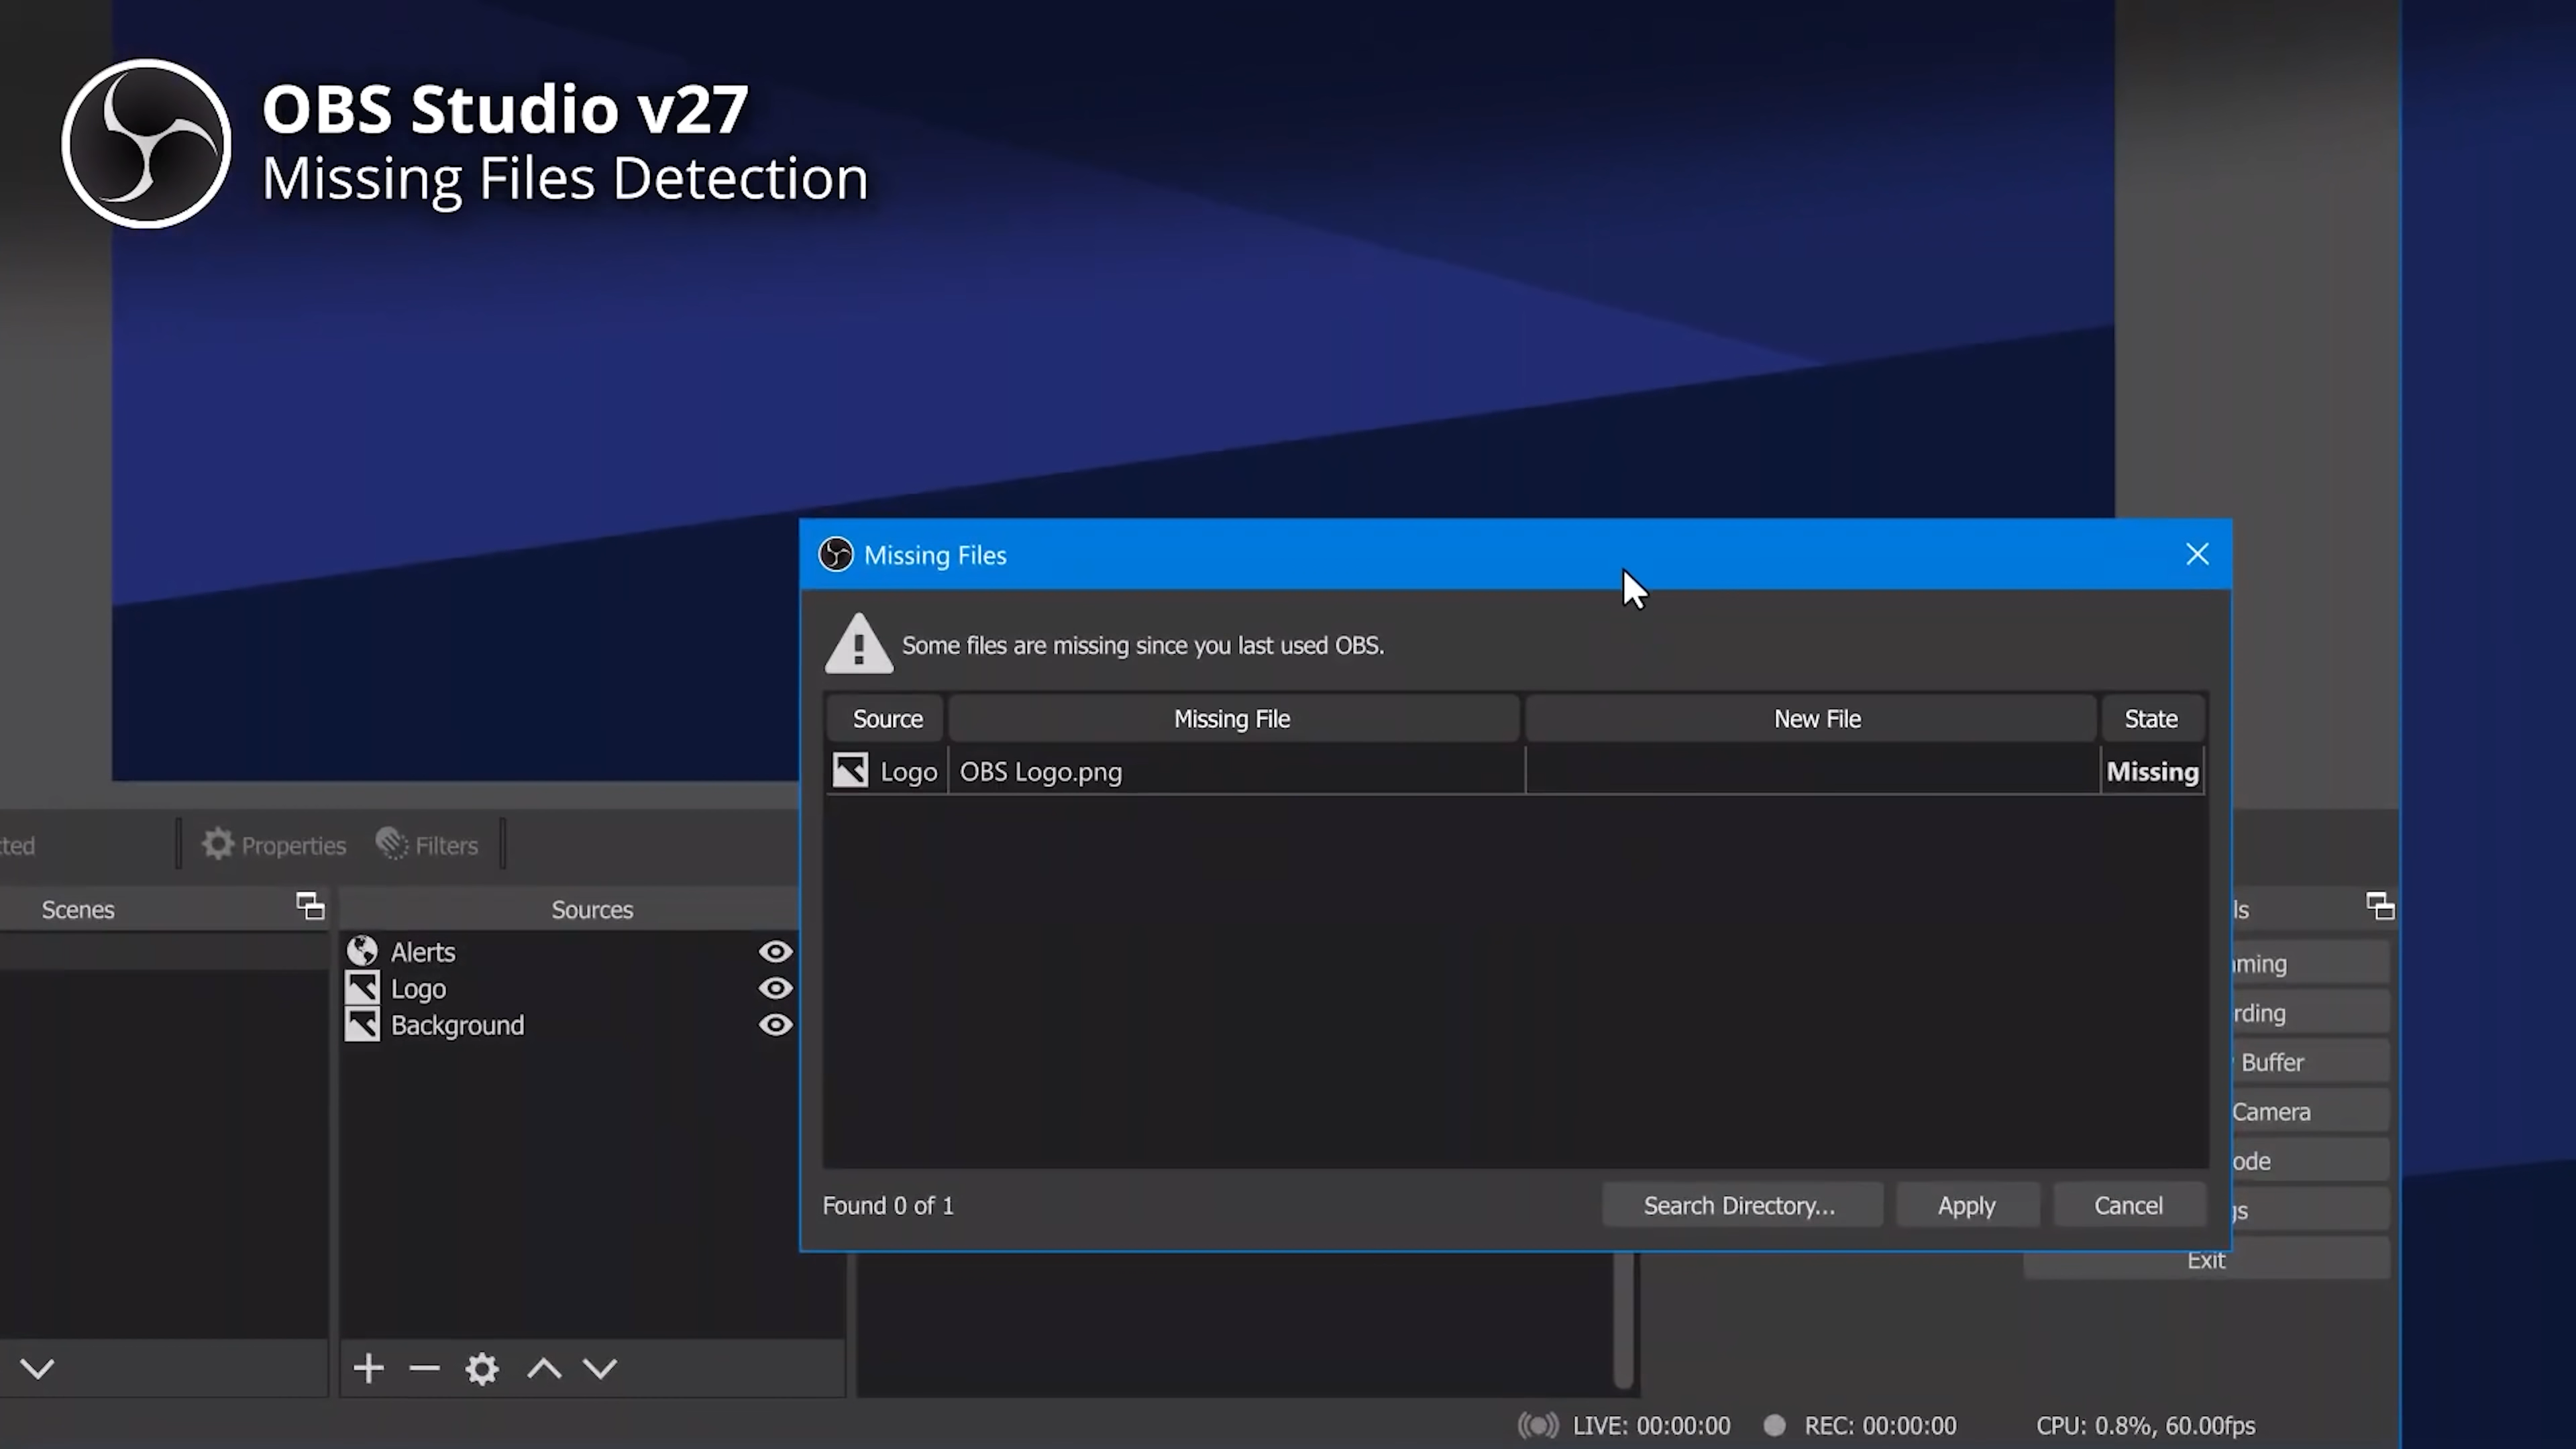 OBS Studio v27
Missing Files Detection
Missing Files
Some files are missing since you last used OBS.
Source Missing File New File State
Logo OBS Logo.png Missing
Found 0 of 1 Search Directory... Apply Cancel
Properties Filters
Scenes Sources
Alerts
Logo
Background
Buffer
Camera
Exit
LIVE: 00:00:00 REC: 00:00:00 CPU: 0.8%, 60.00fps